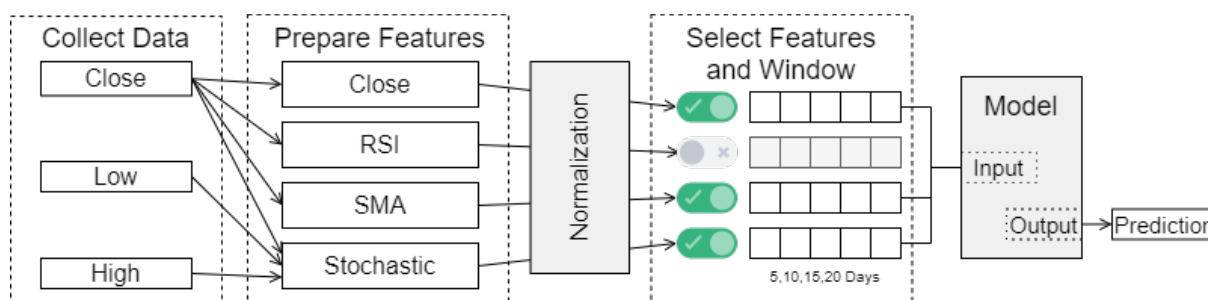 Collect Data
Close
Low
High
Prepare Features
Close
RSI
SMA
Stochastic
Normalization
Select Features
and Window
5,10,15,20 Days
Model
Input
Output
Prediction